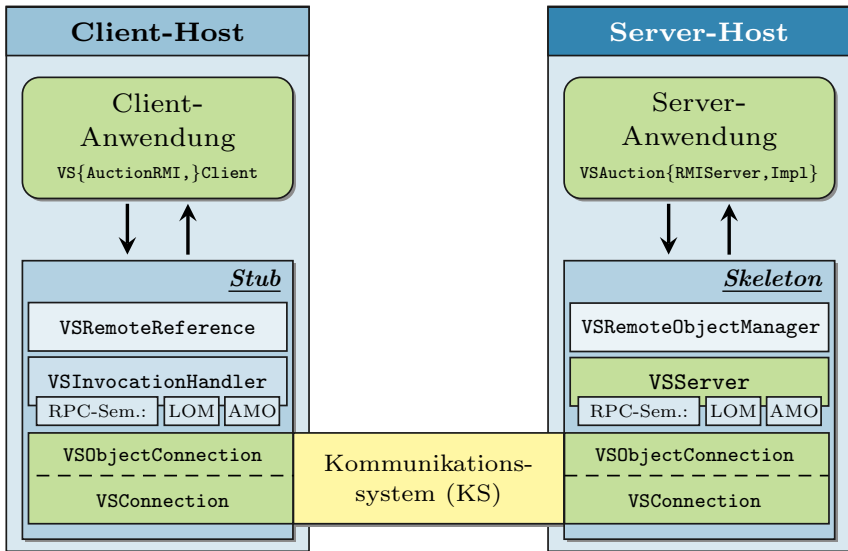 Client-Host
Client-
Anwendung
VS{AuctionRMI,}Client
Stub
VSRemoteReference
VSInvocationHandler
RPC-Sem.: LOM AMO
VSObjectConnection
VSConnection
Kommunikations-
system (KS)
Server-Host
Server-
Anwendung
VSAuction{RMIServer,Impl}
Skeleton
VSRemoteObjectManager
VSServer
RPC-Sem.: LOM AMO
VSObjectConnection
VSConnection